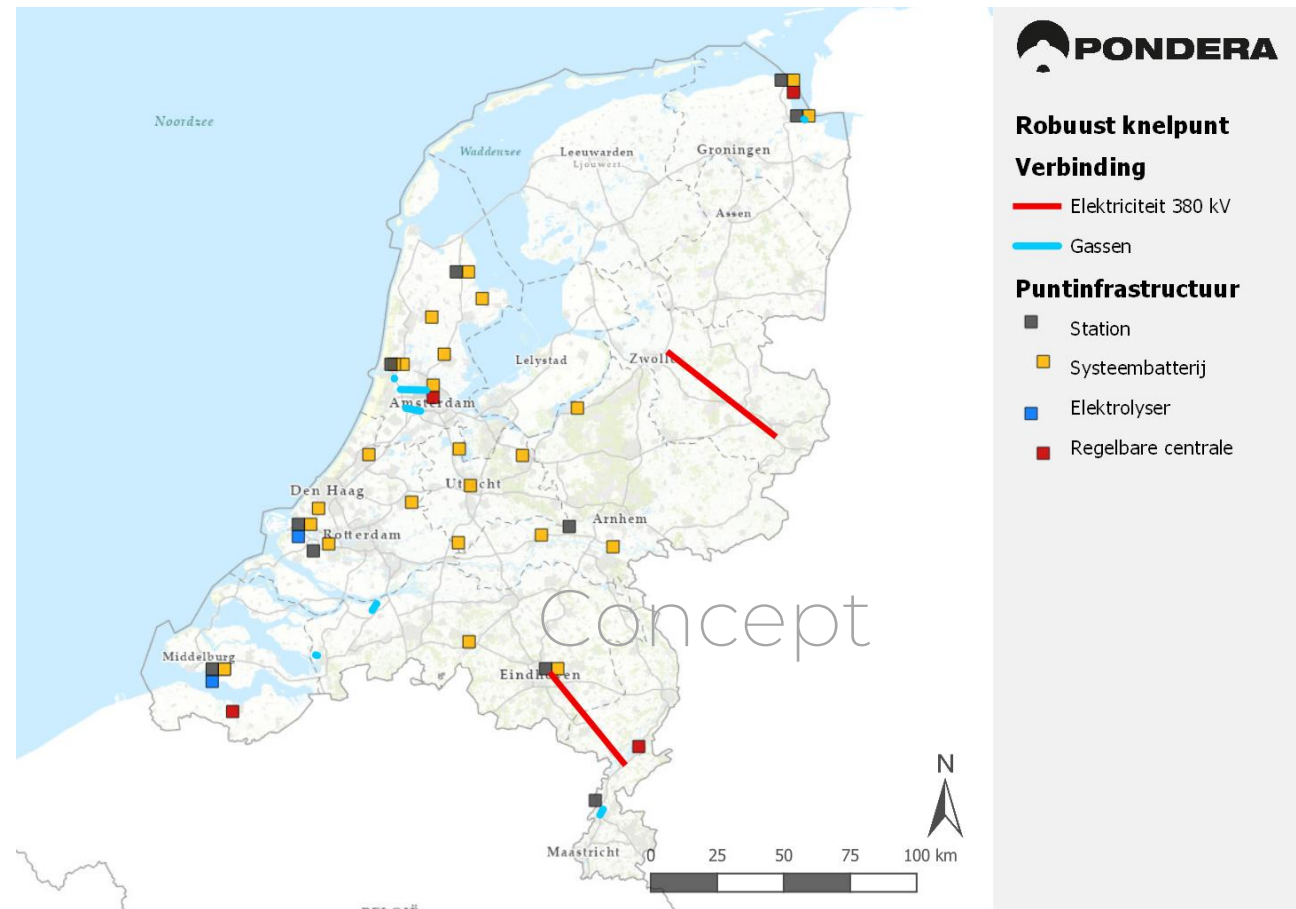 PONDERA
Robuust knelpunt
Verbinding
Elektriciteit 380 kV
Gassen
Puntinfrastructuur
Station
Systeembatterij
Elektrolyser
Regelbare centrale
Noordzee
Waddenzee
Leeuwarden
Ljouwert
Groningen
Assen
Lelystad
Zwolle
Amsterdam
Den Haag
Utrecht
Rotterdam
Arnhem
Concept
Middelburg
Eindhoven
Maastricht
N
0 25 50 75 100 km